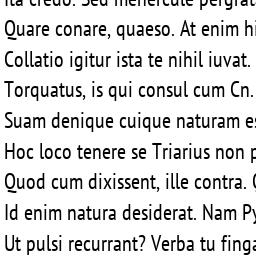 Ita credo. Sed mehercule pergrat
Quare conare, quaeso. At enim hi
Collatio igitur ista te nihil iuvat.
Torquatus, is qui consul cum Cn.
Suam denique cuique naturam es
Hoc loco tenere se Triarius non p
Quod cum dixissent, ille contra.
Id enim natura desiderat. Nam Py
Ut pulsi recurrant? Verba tu finga